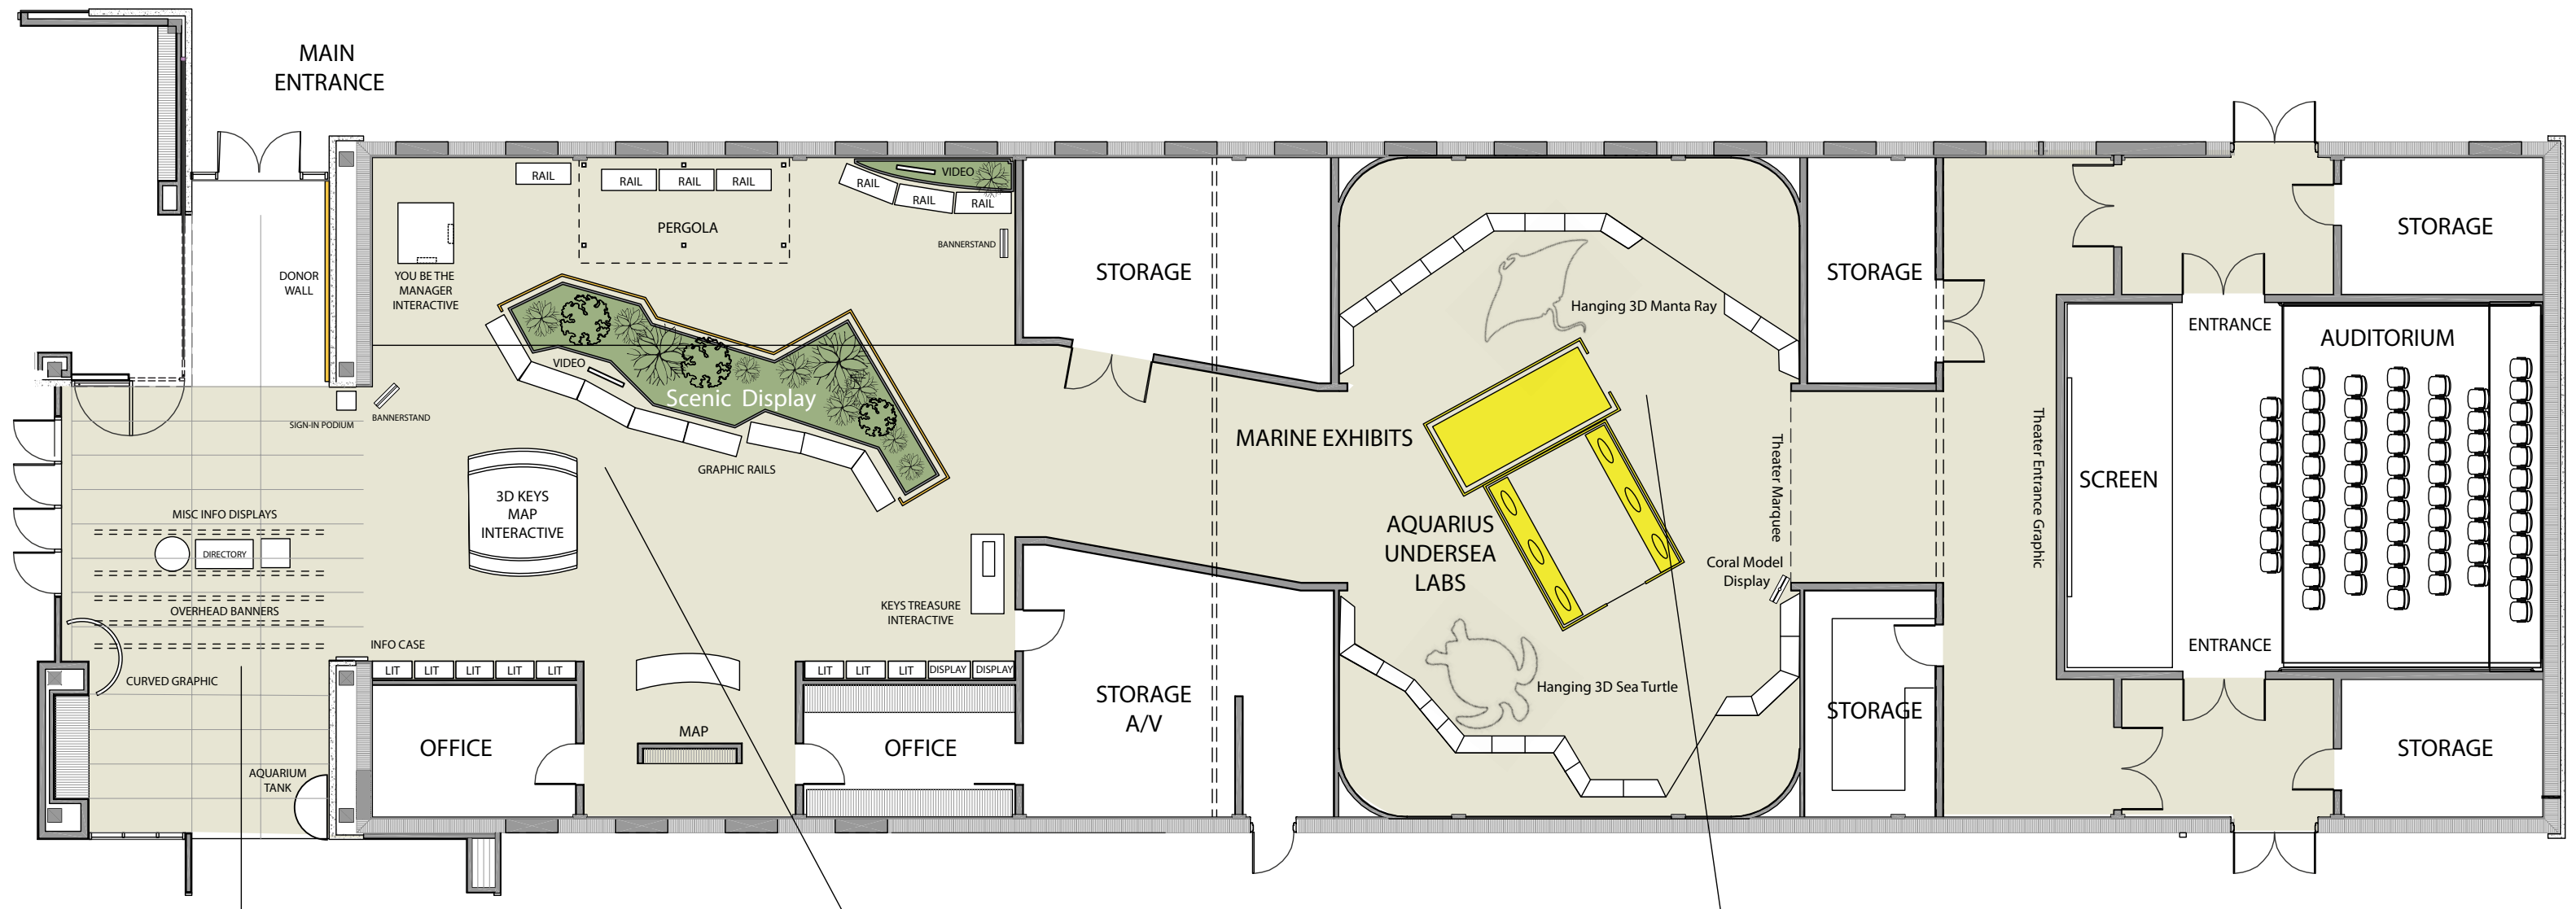 MAIN
ENTRANCE
DONOR
WALL
SIGN-IN PODIUM
BANNERSTAND
MISC INFO DISPLAYS
DIRECTORY
OVERHEAD BANNERS
CURVED GRAPHIC
AQUARIUM
TANK
YOU BE THE
MANAGER
INTERACTIVE
RAIL
RAIL
RAIL
RAIL
PERGOLA
RAIL
RAIL
RAIL
VIDEO
BANNERSTAND
VIDEO
Scenic Display
GRAPHIC RAILS
3D KEYS
MAP
INTERACTIVE
KEYS TREASURE
INTERACTIVE
INFO CASE
LIT
LIT
LIT
LIT
LIT
LIT
LIT
LIT
DISPLAY
DISPLAY
OFFICE
MAP
OFFICE
STORAGE
STORAGE
A/V
MARINE EXHIBITS
Hanging 3D Manta Ray
AQUARIUS
UNDERSEA
LABS
Hanging 3D Sea Turtle
Coral Model
Display
Theater Marquee
STORAGE
STORAGE
Theater Entrance Graphic
SCREEN
ENTRANCE
ENTRANCE
AUDITORIUM
STORAGE
STORAGE